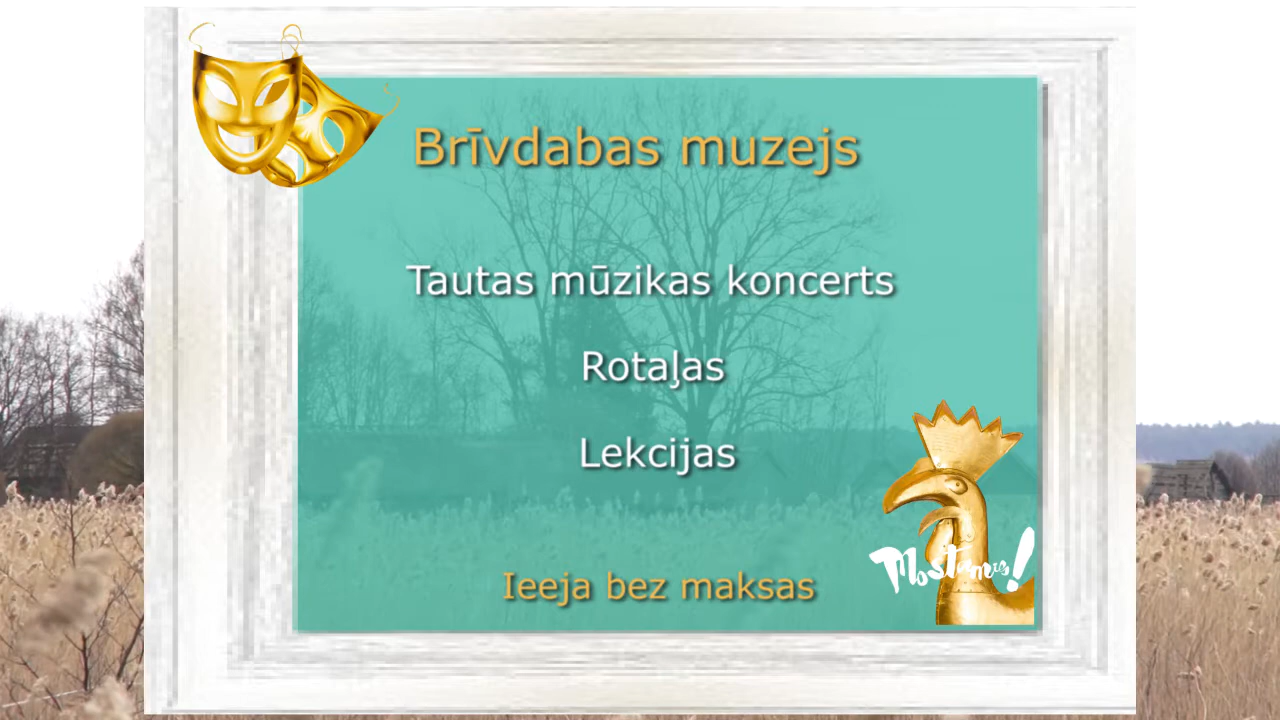 Brīvdabas muzejs
Tautas mūzikas koncerts
Rotaļas
Lekcijas
Ieeja bez maksas